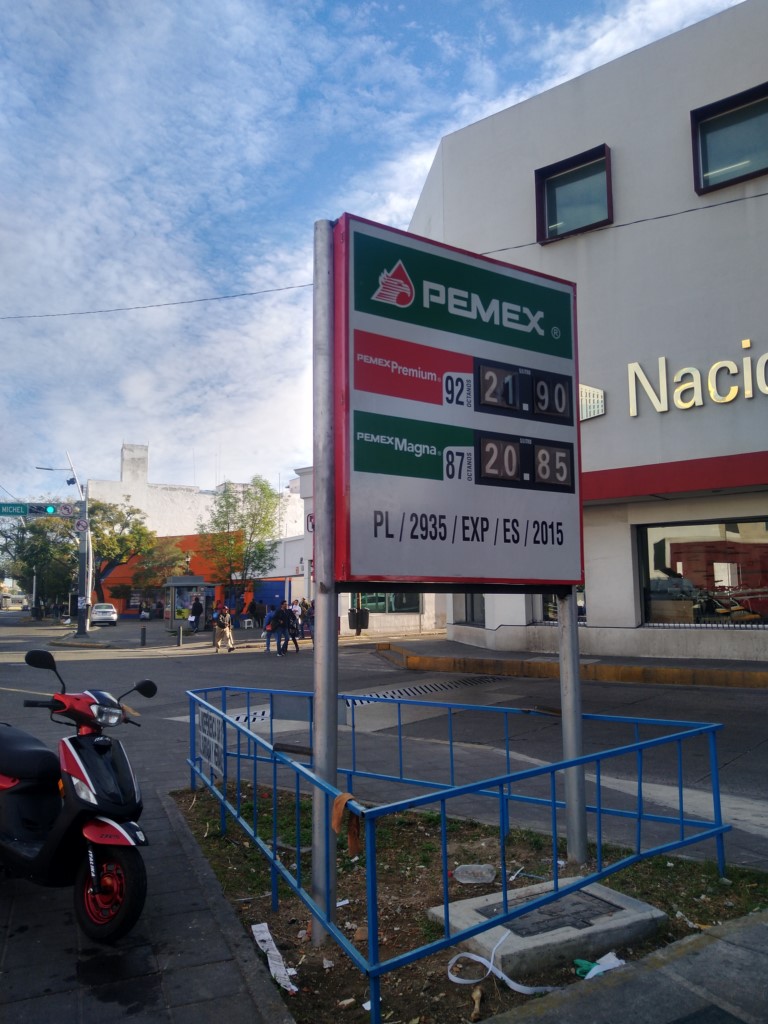 PEMEX®
PEMEX Premium® 92 OCTANOS 21.90
PEMEX Magna® 87 OCTANOS 20.85
PL / 2935 / EXP / ES / 2015
Nacio
MICHEL